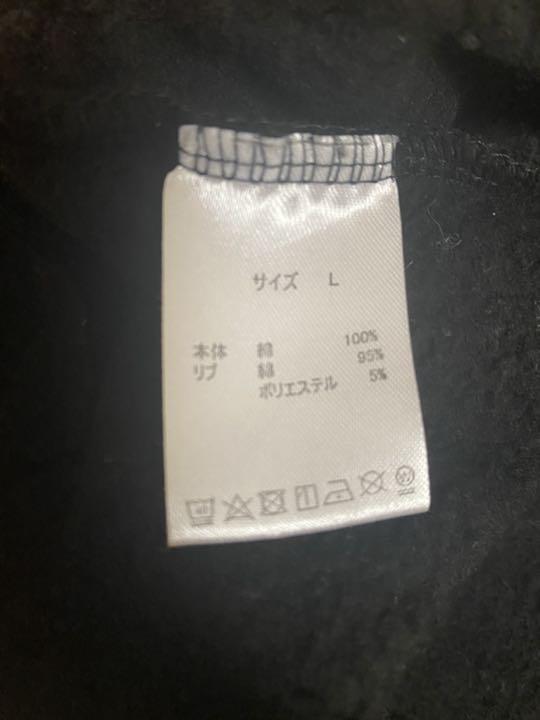 サイズ L
本体 綿 100%
リブ 綿 95%
ポリエステル 5%